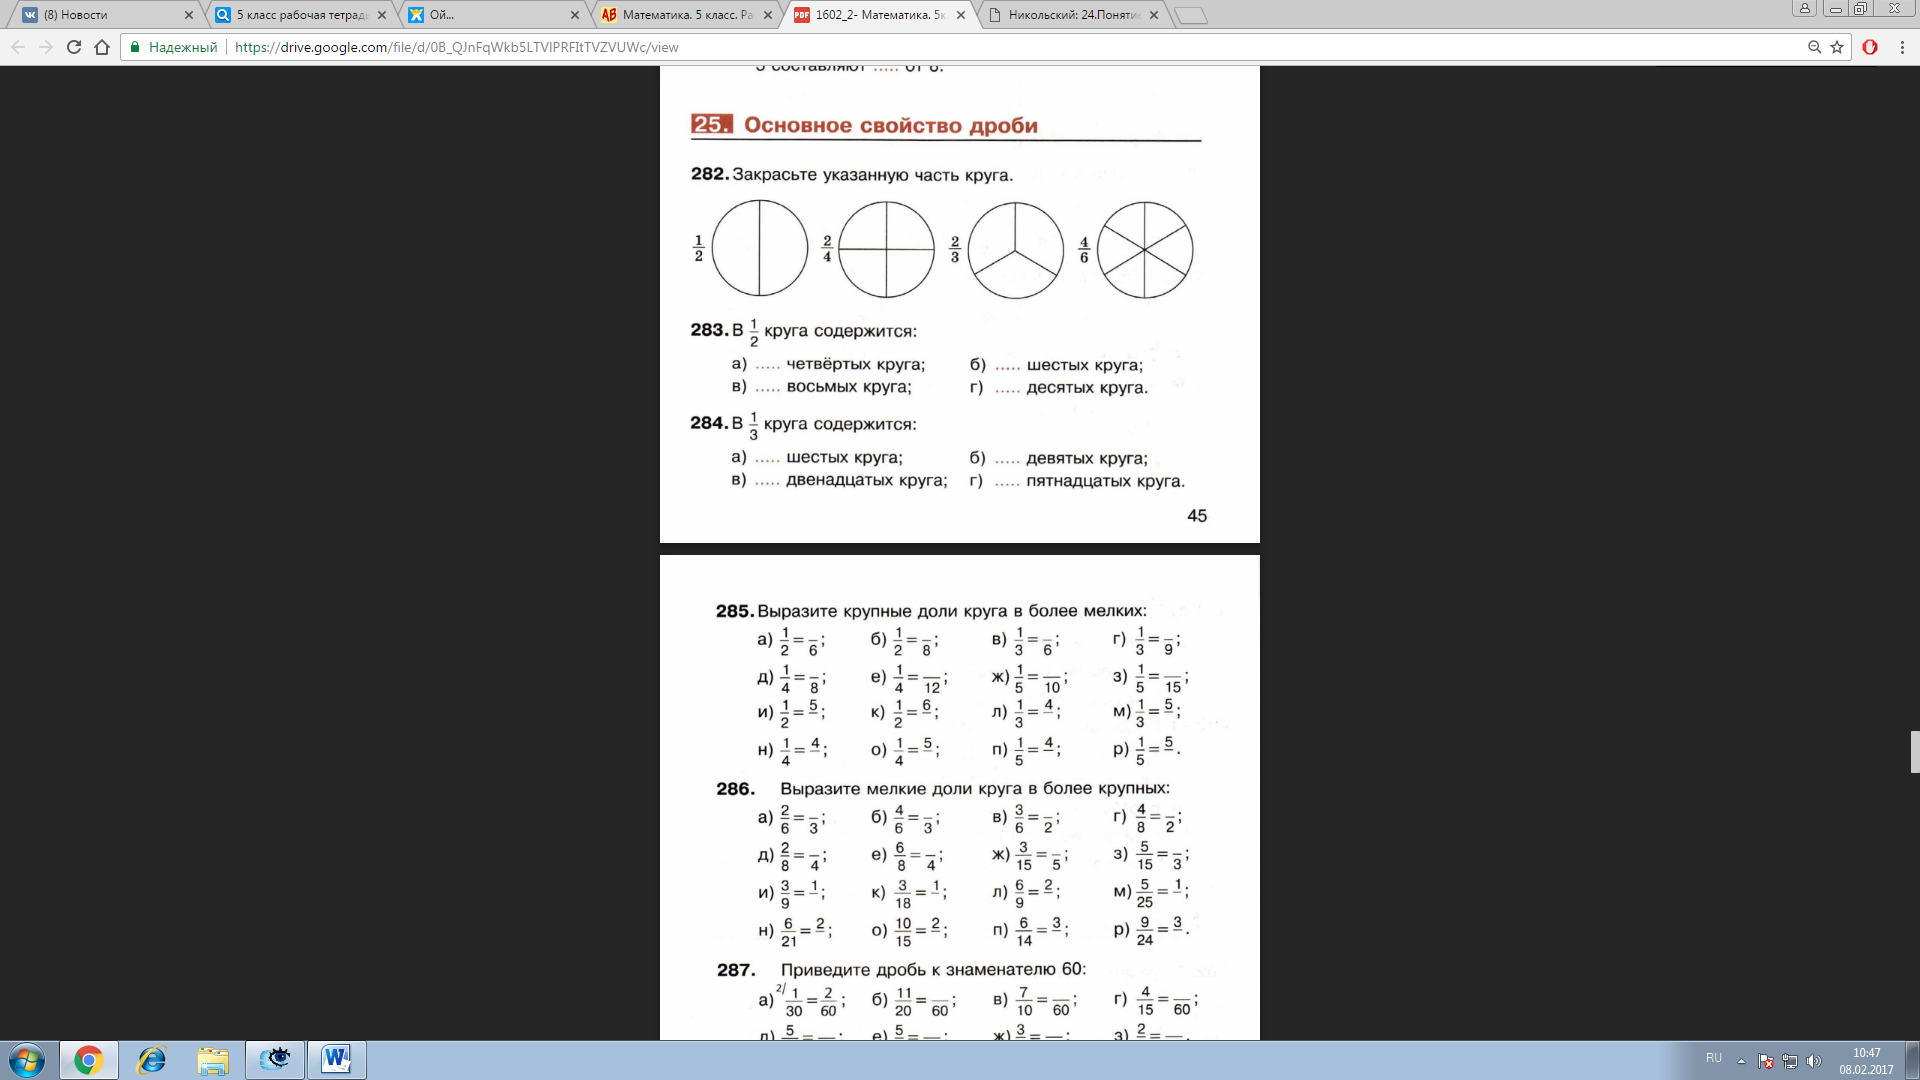 (8) Новости
5 класс рабочая тетрадь
Ой...
Математика. 5 класс. Ра
1602_2- Математика. 5к
Никольский: 24.Поняти
Надежный https://drive.google.com/file/d/0B_QJnFqWkb5LTVlPRFItTVZVUWc/view
5 составляют ..... от 8.
25. Основное свойство дроби
282. Закрасьте указанную часть круга.
1/2 2/4 2/3 4/6
283. В 1/2 круга содержится:
а) ..... четвёртых круга; б) ..... шестых круга;
в) ..... восьмых круга; г) ..... десятых круга.
284. В 1/3 круга содержится:
а) ..... шестых круга; б) ..... девятых круга;
в) ..... двенадцатых круга; г) ..... пятнадцатых круга.
45
285. Выразите крупные доли круга в более мелких:
а) 1/2 = /6; б) 1/2 = /8; в) 1/3 = /6; г) 1/3 = /9;
д) 1/4 = /8; е) 1/4 = /12; ж) 1/5 = /10; з) 1/5 = /15;
и) 1/2 = 5/ ; к) 1/2 = 6/ ; л) 1/3 = 4/ ; м) 1/3 = 5/ ;
н) 1/4 = 4/ ; о) 1/4 = 5/ ; п) 1/5 = 4/ ; р) 1/5 = 5/ .
286. Выразите мелкие доли круга в более крупных:
а) 2/6 = /3; б) 4/6 = /3; в) 3/6 = /2; г) 4/8 = /2;
д) 2/8 = /4; е) 6/8 = /4; ж) 3/15 = /5; з) 5/15 = /3;
и) 3/9 = 1/ ; к) 3/18 = 1/ ; л) 6/9 = 2/ ; м) 5/25 = 1/ ;
н) 6/21 = 2/ ; о) 10/15 = 2/ ; п) 6/14 = 3/ ; р) 9/24 = 3/ .
287. Приведите дробь к знаменателю 60:
а) 2/ 1/30 = 2/60; б) 11/20 = /60; в) 7/10 = /60; г) 4/15 = /60;
д) 5/ = ; е) 5/ = ; ж) 3/ = ; з) 2/ = .
RU
10:47
08.02.2017